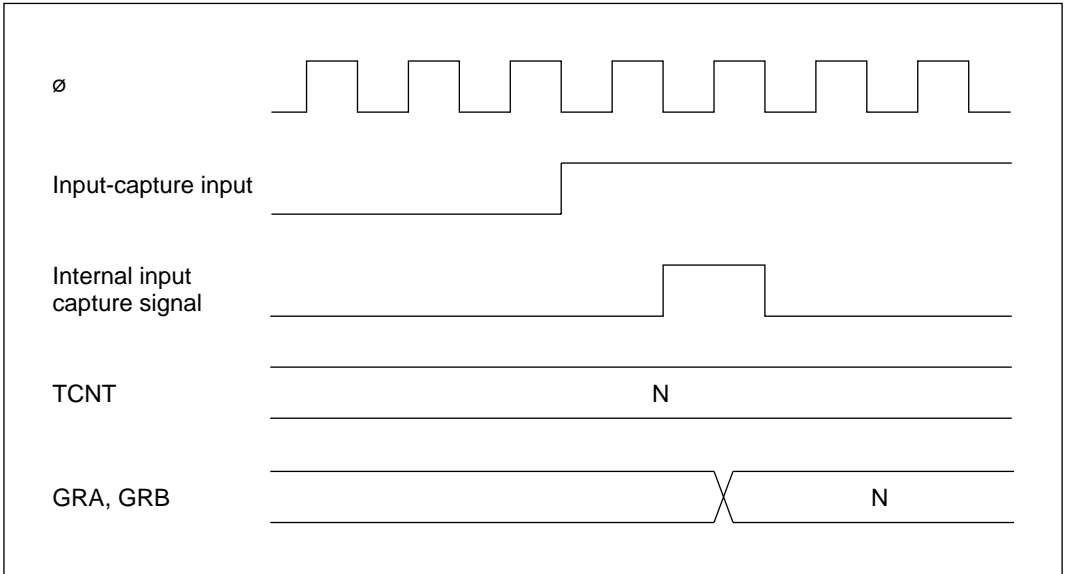 ø
Input-capture input
Internal input
capture signal
TCNT
N
GRA, GRB
N